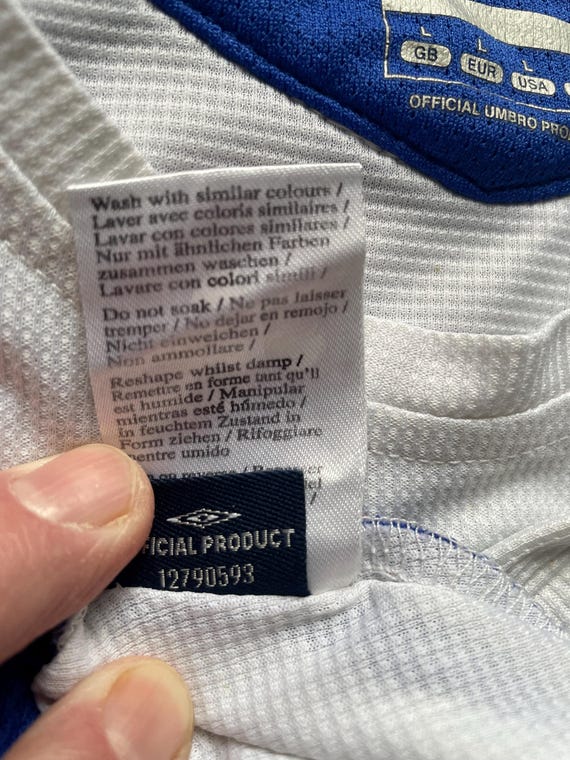 L L L
GB EUR USA
OFFICIAL UMBRO PRO
Wash with similar colours /
Laver avec coloris similaires /
Lavar con colores similares /
Nur mit ähnlichen Farben
zusammen waschen /
Lavare con colori simili /
Do not soak / Ne pas laisser
tremper / No dejar en remojo /
Nicht einweichen /
Non ammollare /
Reshape whilst damp /
Remettre en forme tant qu'il
est humide / Manipular
mientras esté húmedo /
in feuchtem Zustand in
Form ziehen / Rifoggiare
mentre umido
on reverse /
FICIAL PRODUCT
12790593